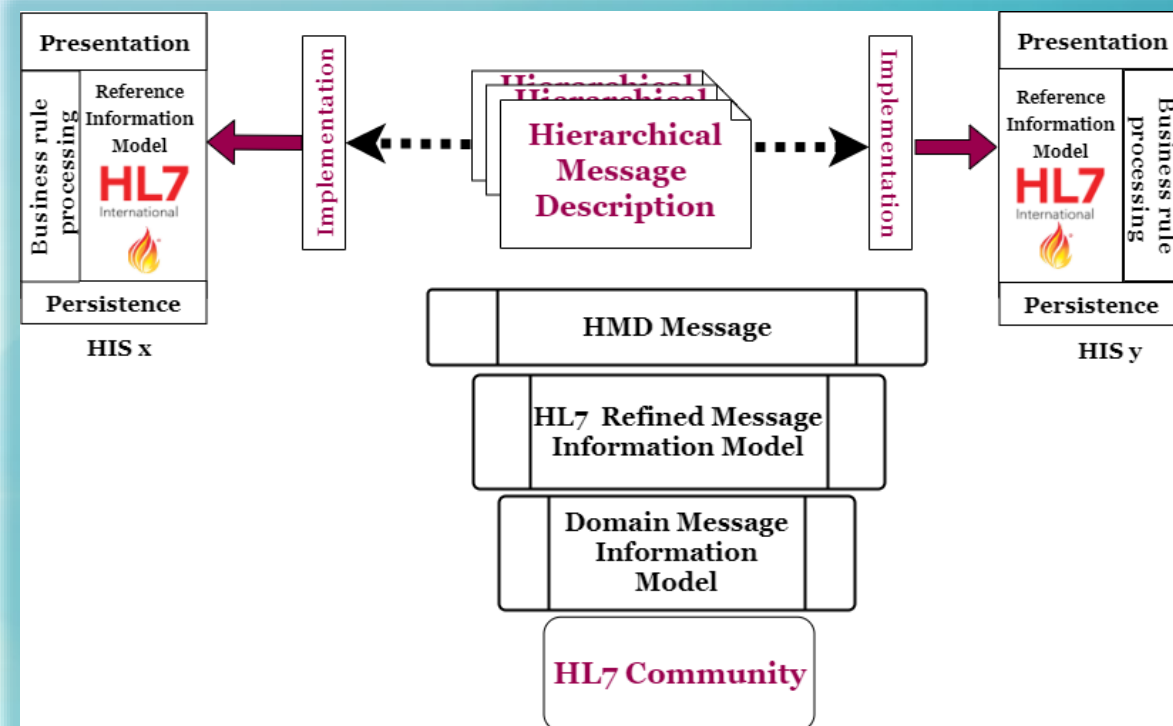 Presentation
Business rule
processing
Reference
Information
Model
HL7
International
Persistence
HIS x
Implementation
Hierarchical
Hierarchical
Hierarchical
Message
Description
Implementation
Presentation
Reference
Information
Model
HL7
International
Business rule
processing
Persistence
HIS y
HMD Message
HL7 Refined Message
Information Model
Domain Message
Information
Model
HL7 Community